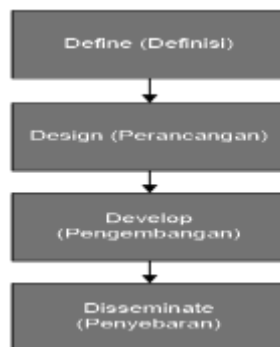 Define (Definisi)
Design (Perancangan)
Develop
(Pengembangan)
Disseminate
(Penyebaran)